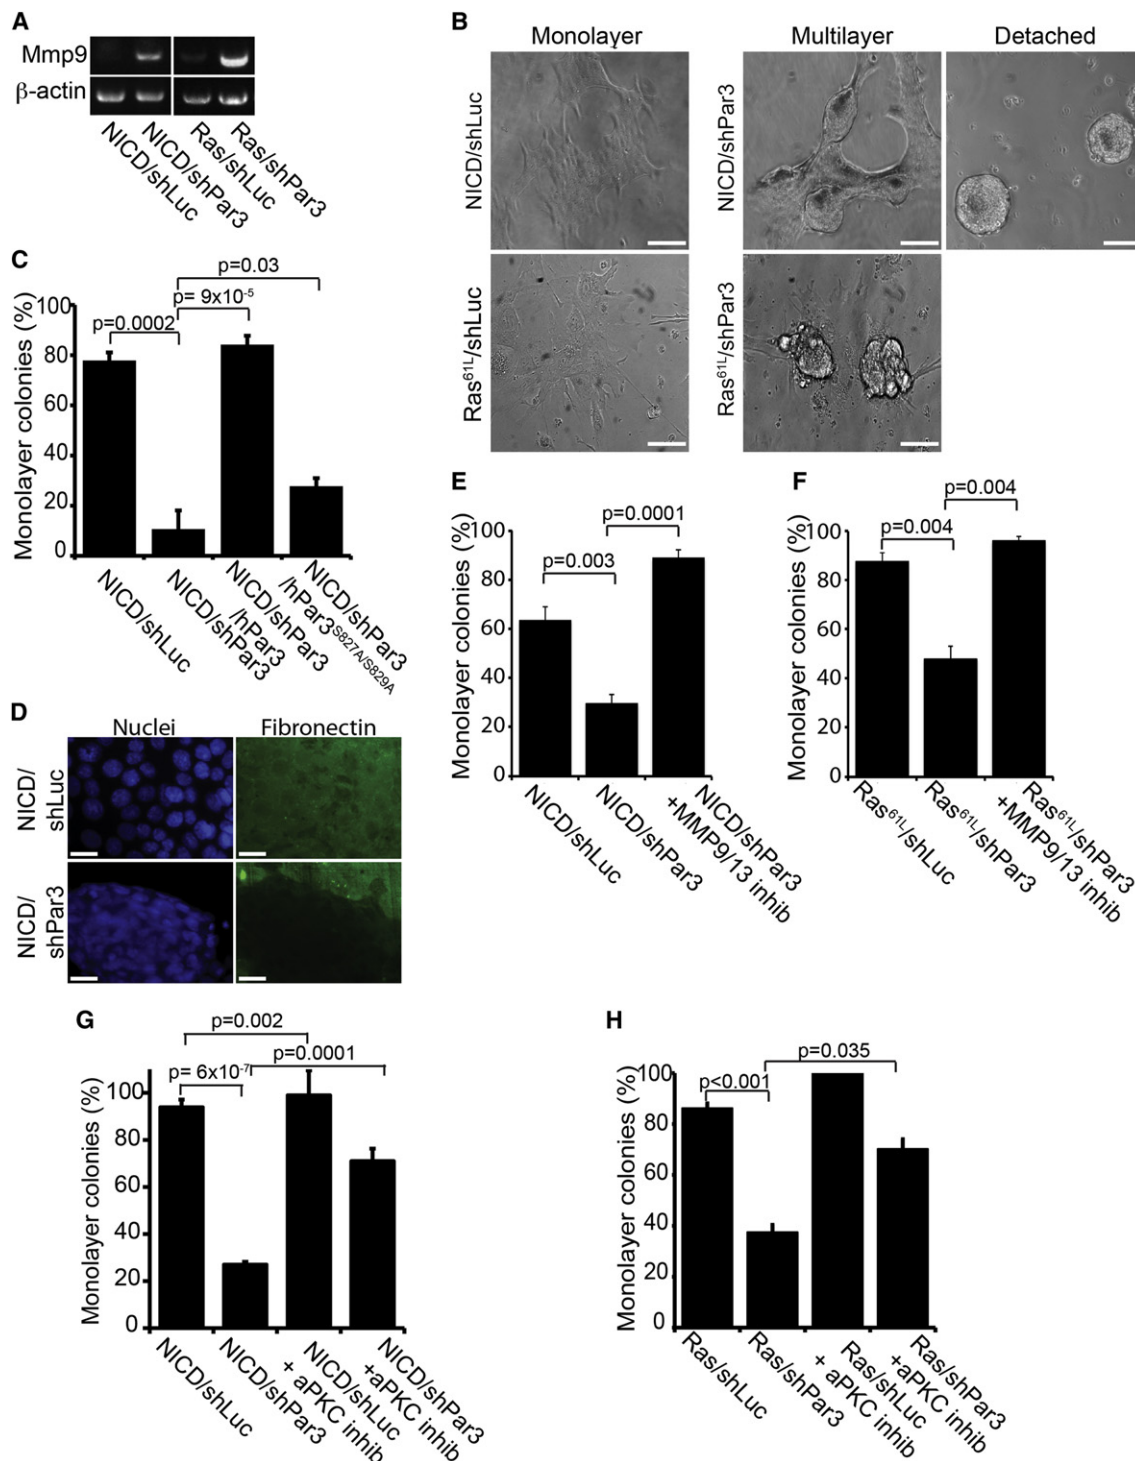 A
Mmp9
β-actin
NICD/shLuc
NICD/shPar3
Ras/shLuc
Ras/shPar3
B
Monolayer
Multilayer
Detached
NICD/shLuc
NICD/shPar3
Ras61L/shLuc
Ras61L/shPar3
C
Monolayer colonies (%)
100
80
60
40
20
0
p=0.03
p= 9x10-5
p=0.0002
NICD/shLuc
NICD/shPar3
/hPar3
NICD/shPar3
/hPar3S827A/S829A
NICD/shPar3
D
Nuclei
Fibronectin
NICD/
shLuc
NICD/
shPar3
E
Monolayer colonies (%)
100
80
60
40
20
0
p=0.0001
p=0.003
NICD/shLuc
NICD/shPar3
NICD/shPar3
+MMP9/13 inhib
F
Monolayer colonies (%)
100
80
60
40
20
0
p=0.004
p=0.004
Ras61L/shLuc
Ras61L/shPar3
Ras61L/shPar3
+MMP9/13 inhib
G
Monolayer colonies (%)
100
80
60
40
20
0
p=0.002
p=0.0001
p= 6x10-7
NICD/shLuc
NICD/shPar3
NICD/shLuc
+ aPKC inhib
NICD/shPar3
+aPKC inhib
H
Monolayer colonies (%)
100
80
60
40
20
0
p=0.035
p<0.001
Ras/shLuc
Ras/shPar3
Ras/shLuc
+ aPKC inhib
Ras/shPar3
+aPKC inhib